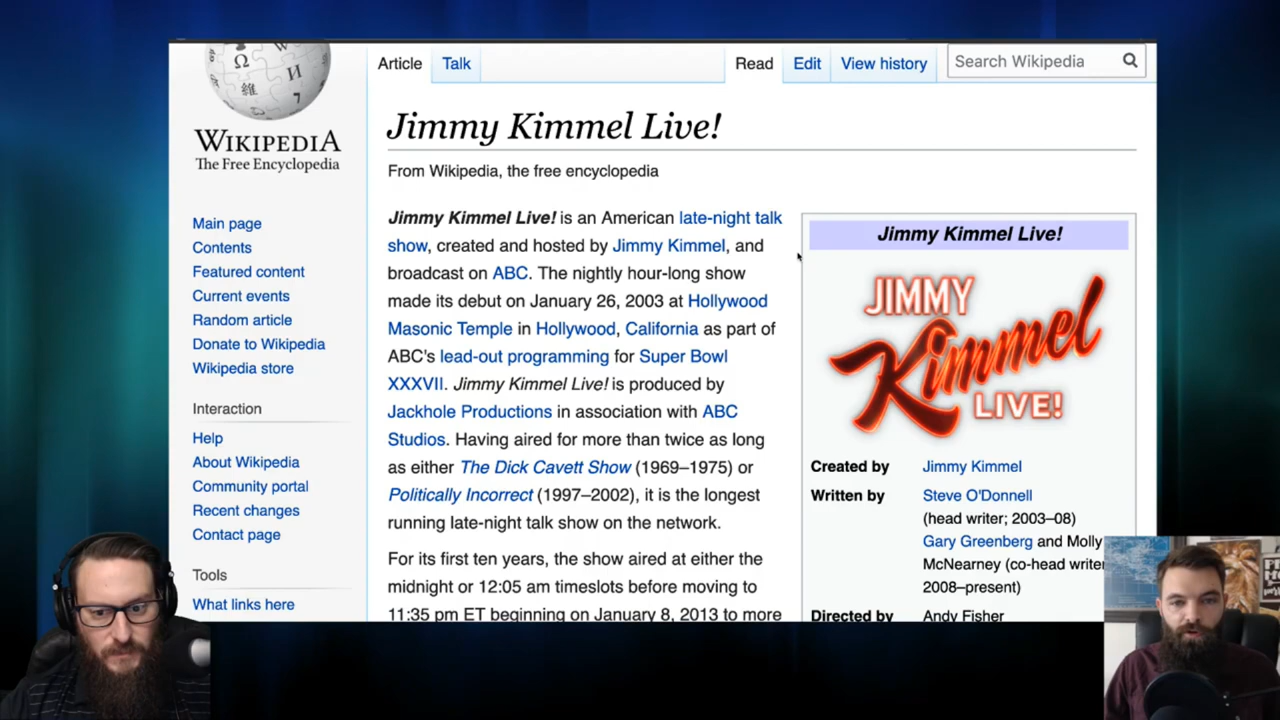 Article
Talk
Read
Edit
View history
Search Wikipedia
WIKIPEDIA
The Free Encyclopedia
Main page
Contents
Featured content
Current events
Random article
Donate to Wikipedia
Wikipedia store
Interaction
Help
About Wikipedia
Community portal
Recent changes
Contact page
Tools
What links here
Jimmy Kimmel Live!
From Wikipedia, the free encyclopedia
Jimmy Kimmel Live! is an American late-night talk
show, created and hosted by Jimmy Kimmel, and
broadcast on ABC. The nightly hour-long show
made its debut on January 26, 2003 at Hollywood
Masonic Temple in Hollywood, California as part of
ABC's lead-out programming for Super Bowl
XXXVII. Jimmy Kimmel Live! is produced by
Jackhole Productions in association with ABC
Studios. Having aired for more than twice as long
as either The Dick Cavett Show (1969–1975) or
Politically Incorrect (1997–2002), it is the longest
running late-night talk show on the network.
For its first ten years, the show aired at either the
midnight or 12:05 am timeslots before moving to
11:35 pm ET beginning on January 8, 2013 to more
Jimmy Kimmel Live!
JIMMY
Kimmel
LIVE!
Created by Jimmy Kimmel
Written by Steve O'Donnell
(head writer; 2003–08)
Gary Greenberg and Molly
McNearney (co-head writer
2008–present)
Directed by Andy Fisher